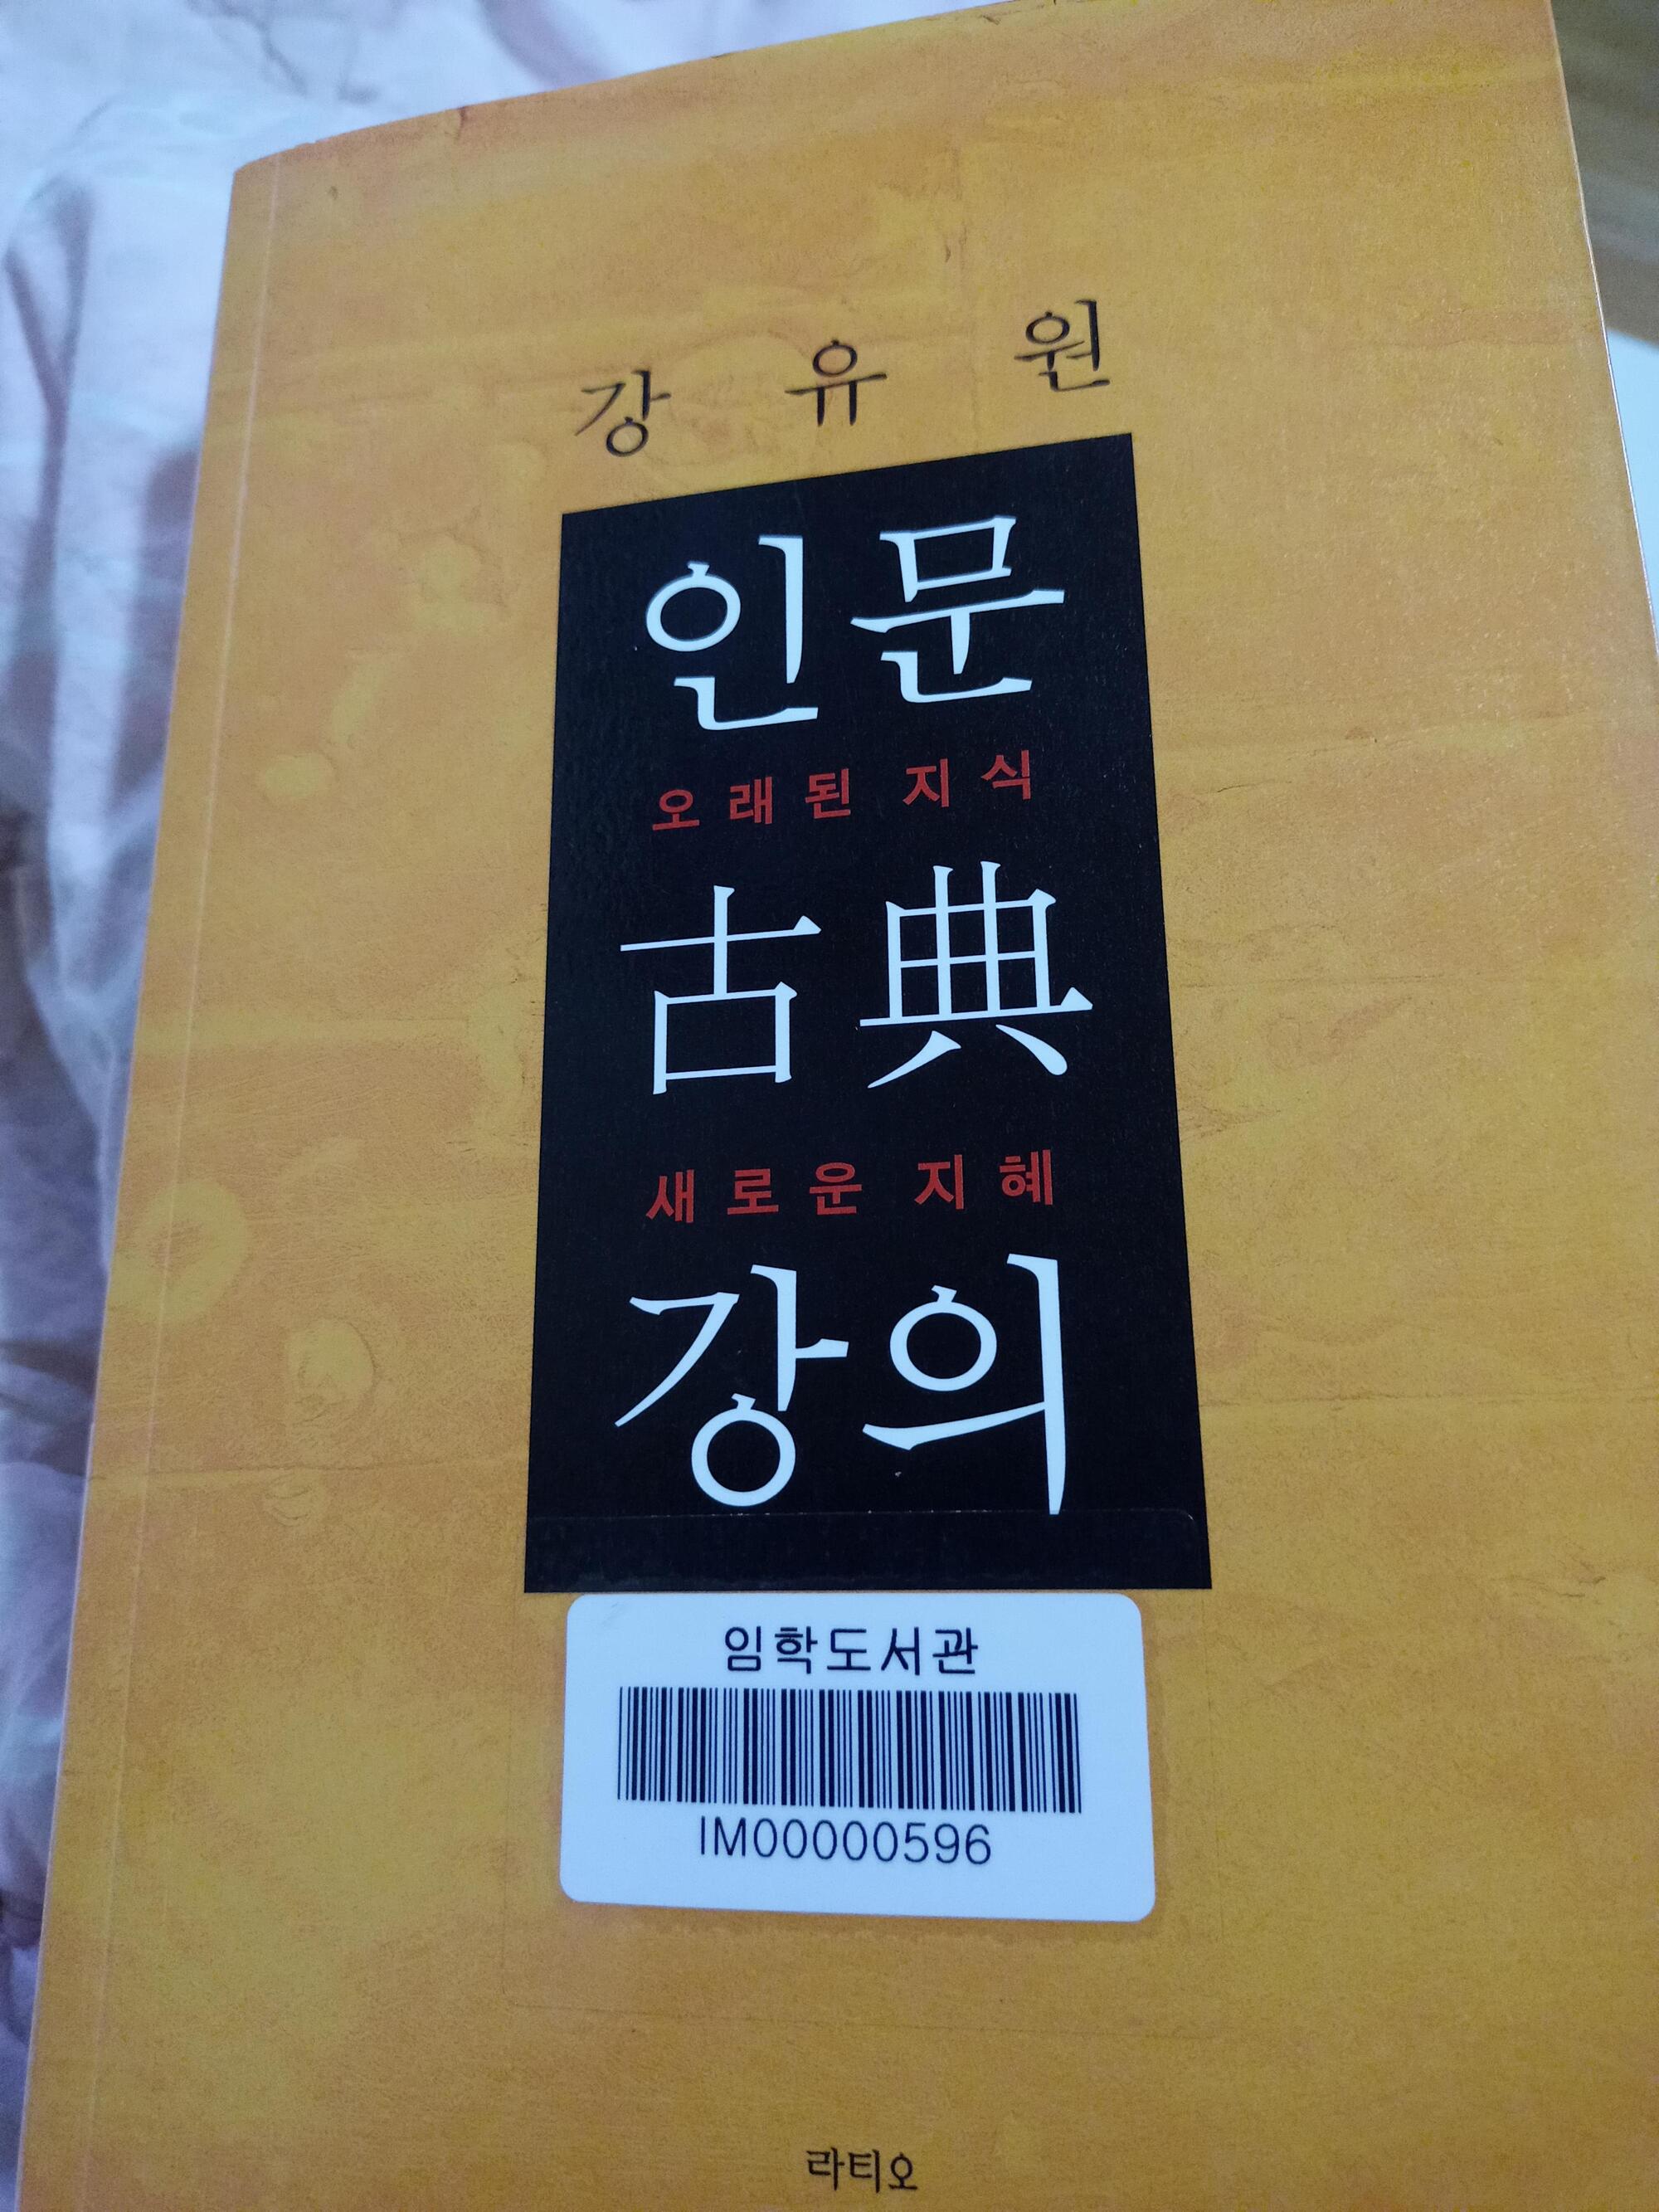 강 유 원
인문
오래된 지식
古典
새로운 지혜
강의
임학도서관
IM00000596
라티오